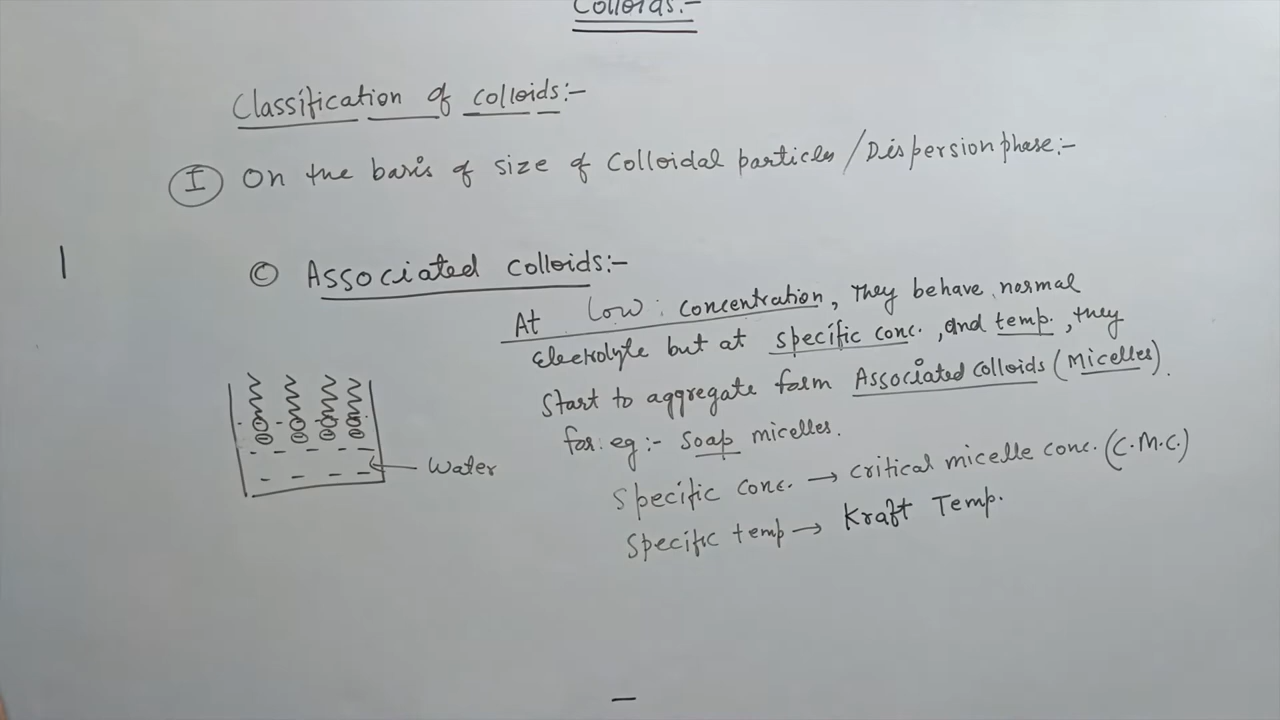 Colloids:-
Classification of colloids:-
I On the basis of size of Colloidal particles / Dispersion phase:-
C Associated colloids:-
At low concentration, They behave normal
electrolyte but at specific conc., and temp., they
start to aggregate form Associated colloids (Micelles).
for. eg:- Soap micelles.
Water
Specific conc. → critical micelle conc. (C.M.C.)
Specific temp → Kraft Temp.